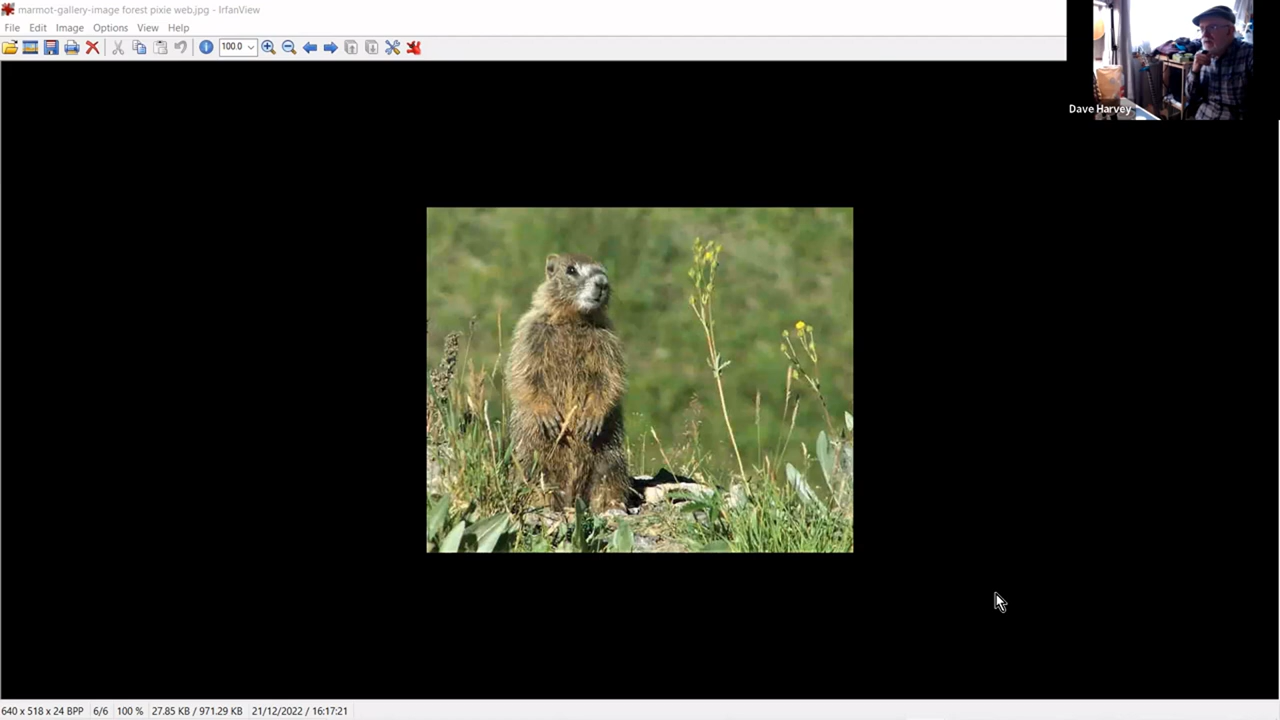 marmot-gallery-image forest pixie web.jpg - IrfanView
File Edit Image Options View Help
100.0
Dave Harvey
640 x 518 x 24 BPP 6/6 100 % 27.85 KB / 971.29 KB 21/12/2022 / 16:17:21